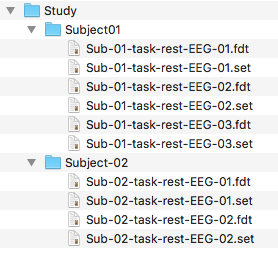 Study
Subject01
Sub-01-task-rest-EEG-01.fdt
Sub-01-task-rest-EEG-01.set
Sub-01-task-rest-EEG-02.fdt
Sub-01-task-rest-EEG-02.set
Sub-01-task-rest-EEG-03.fdt
Sub-01-task-rest-EEG-03.set
Subject-02
Sub-02-task-rest-EEG-01.fdt
Sub-02-task-rest-EEG-01.set
Sub-02-task-rest-EEG-02.fdt
Sub-02-task-rest-EEG-02.set